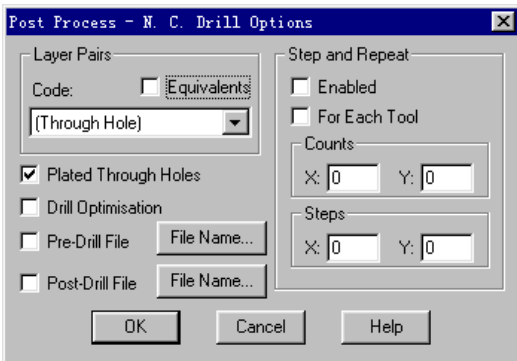 Post Process - N. C. Drill Options
Layer Pairs
Code:
Equivalents
(Through Hole)
Plated Through Holes
Drill Optimisation
Pre-Drill File
File Name...
Post-Drill File
File Name...
Step and Repeat
Enabled
For Each Tool
Counts
X: 0 Y: 0
Steps
X: 0 Y: 0
OK Cancel Help